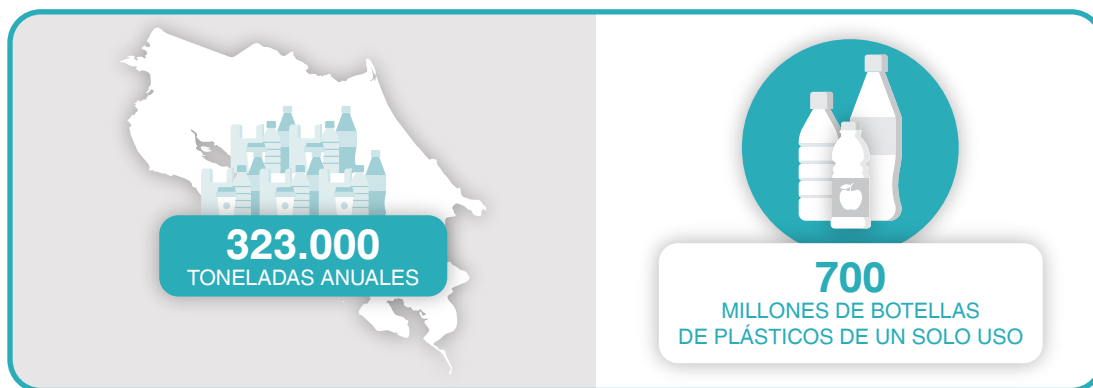 323.000
TONELADAS ANUALES
700
MILLONES DE BOTELLAS
DE PLÁSTICOS DE UN SOLO USO